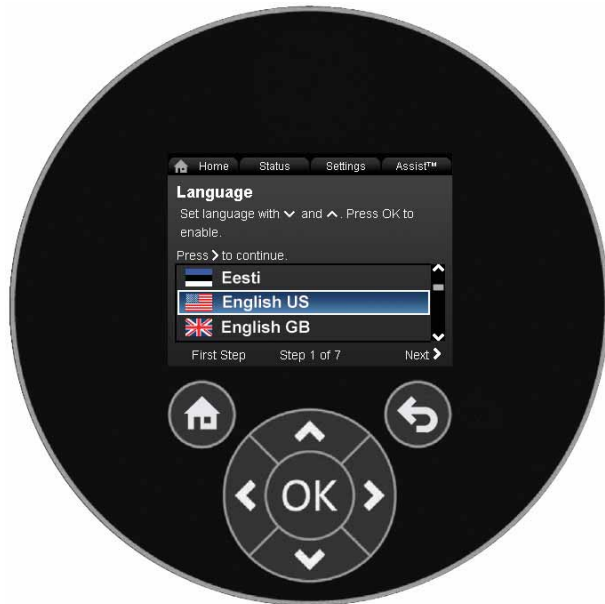 Home Status Settings Assist™
Language
Set language with ⌄ and ⌃. Press OK to
enable.
Press > to continue.
Eesti
English US
English GB
First Step Step 1 of 7 Next >
OK